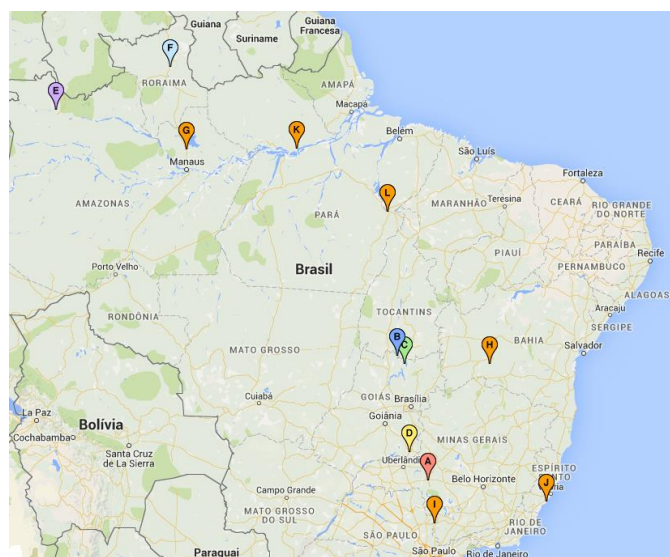 Guiana
Suriname
Guiana
Francesa
F
RORAIMA
E
AMAPÁ
Macapá
G
K
Manaus
Belém
São Luís
Fortaleza
L
AMAZONAS
PARÁ
MARANHÃO
Teresina
CEARÁ
RIO GRANDE
DO NORTE
PIAUÍ
PARAÍBA
Recife
PERNAMBUCO
Porto Velho
Brasil
ALAGOAS
Aracaju
SERGIPE
TOCANTINS
RONDÔNIA
B
C
H
BAHIA
Salvador
MATO GROSSO
GOIÁS
Brasília
Cuiabá
La Paz
Bolívia
Goiânia
Cochabamba
Santa Cruz
de La Sierra
D
MINAS GERAIS
Uberlândia
A
Belo Horizonte
ESPÍRITO
SANTO
J
Campo Grande
MATO GROSSO
DO SUL
I
RIO DE
JANEIRO
SÃO PAULO
São Paulo
Rio de Janeiro
Paraguai